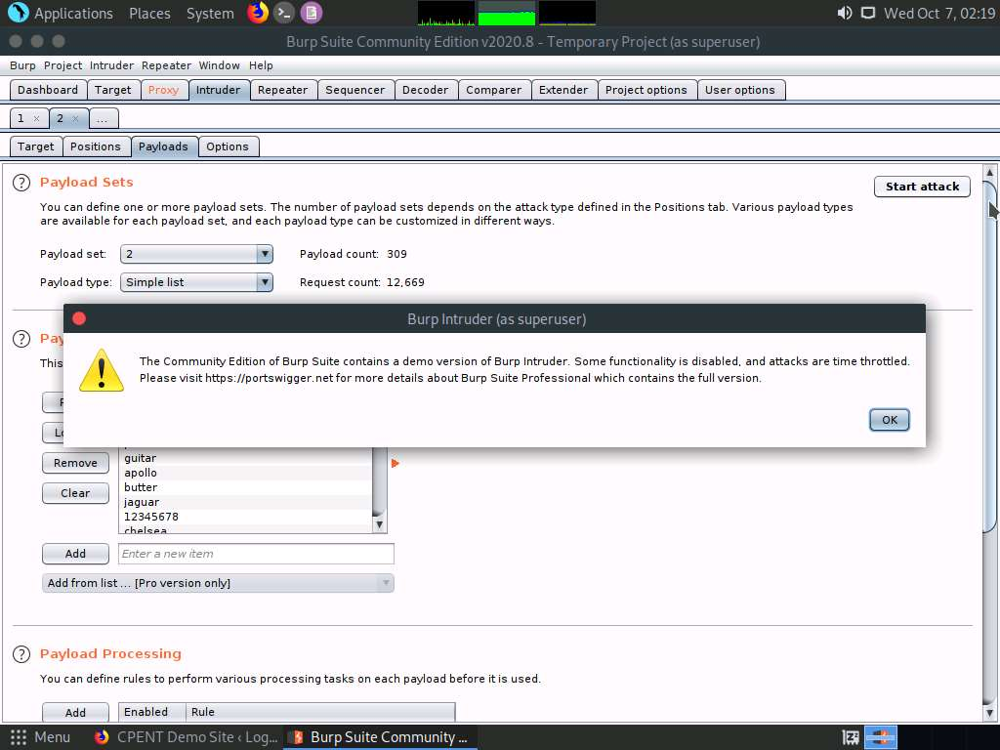 Applications Places System Wed Oct 7, 02:19
Burp Suite Community Edition v2020.8 - Temporary Project (as superuser)
Burp Project Intruder Repeater Window Help
Dashboard Target Proxy Intruder Repeater Sequencer Decoder Comparer Extender Project options User options
1 × 2 × ...
Target Positions Payloads Options
? Payload Sets Start attack
You can define one or more payload sets. The number of payload sets depends on the attack type defined in the Positions tab. Various payload types
are available for each payload set, and each payload type can be customized in different ways.
Payload set: 2 Payload count: 309
Payload type: Simple list Request count: 12,669
Burp Intruder (as superuser)
? Pay
This
The Community Edition of Burp Suite contains a demo version of Burp Intruder. Some functionality is disabled, and attacks are time throttled.
Please visit https://portswigger.net for more details about Burp Suite Professional which contains the full version.
OK
guitar
Remove
apollo
butter
Clear
jaguar
12345678
chelsea
Add Enter a new item
Add from list ... [Pro version only]
? Payload Processing
You can define rules to perform various processing tasks on each payload before it is used.
Add Enabled Rule
Menu CPENT Demo Site ‹ Log... Burp Suite Community ...